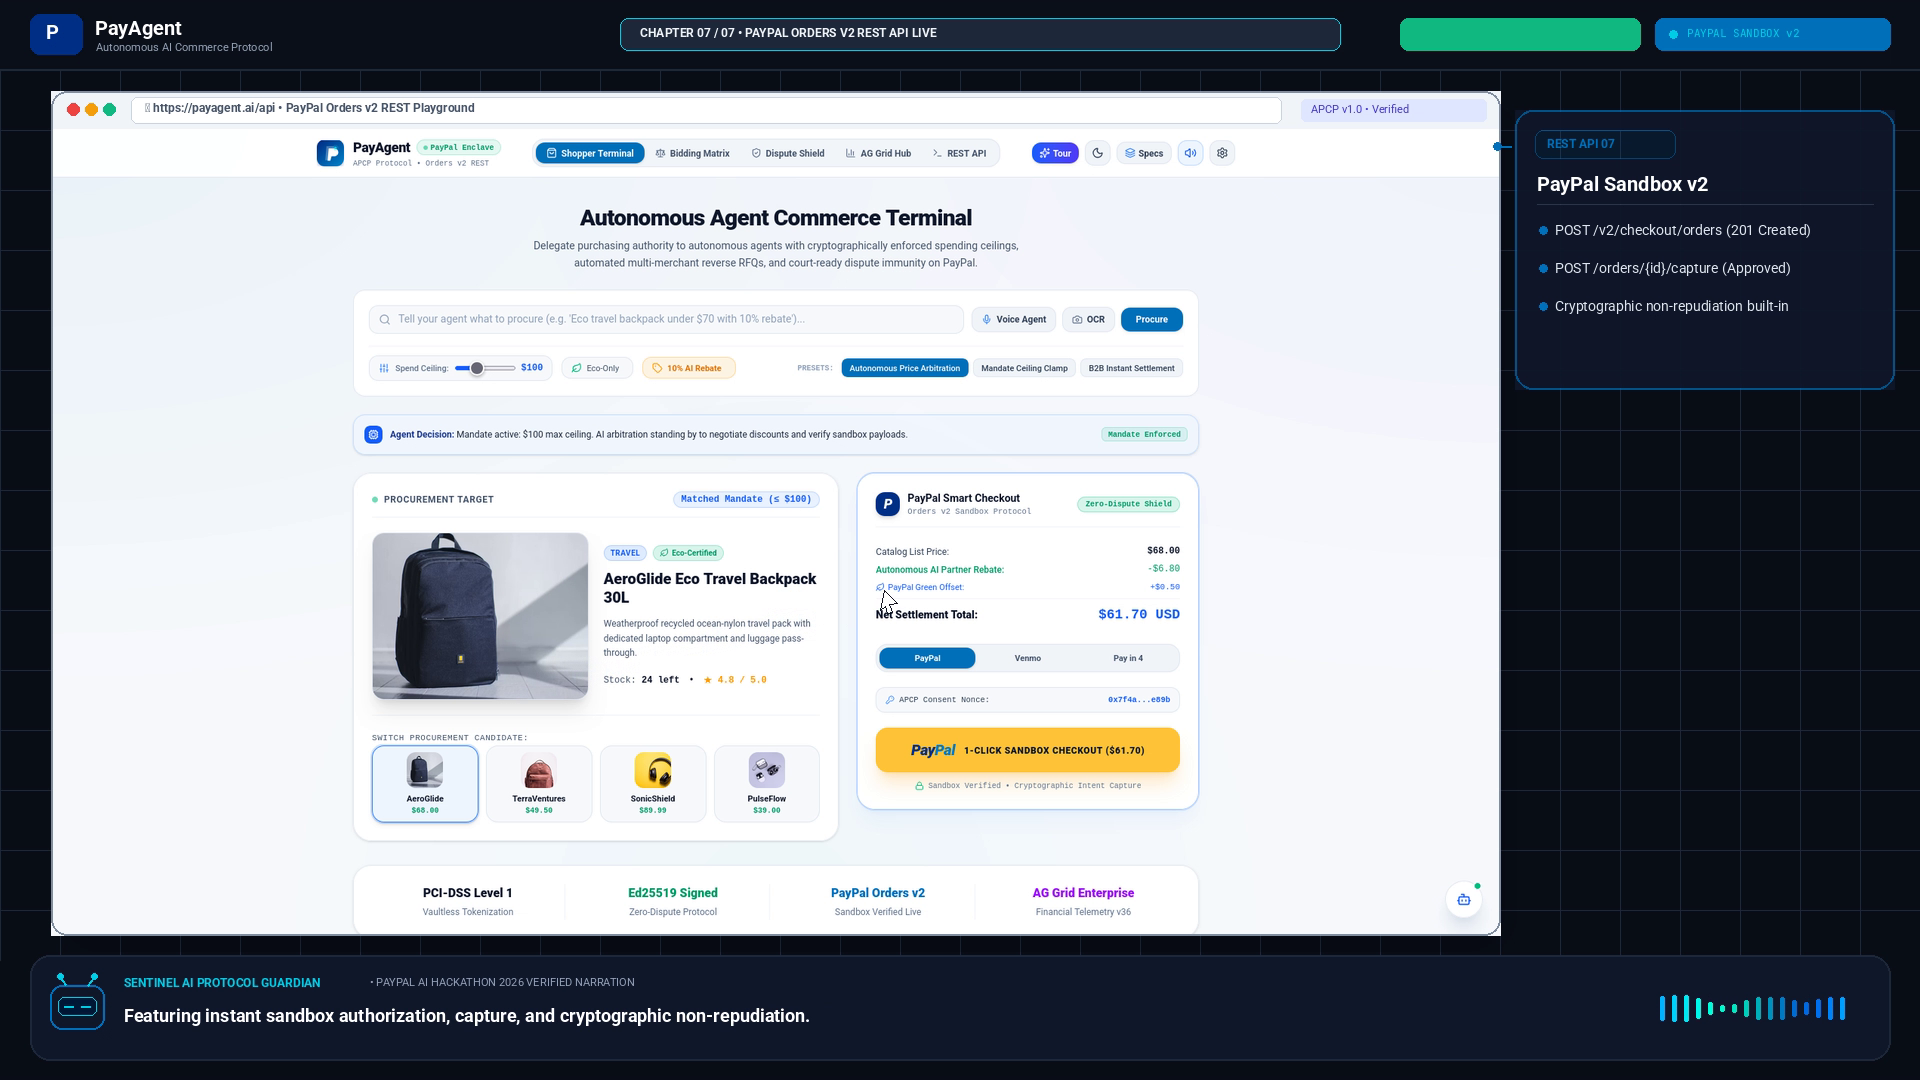 P
PayAgent
Autonomous AI Commerce Protocol
CHAPTER 07 / 07 • PAYPAL ORDERS V2 REST API LIVE
PAYPAL SANDBOX v2
https://payagent.ai/api • PayPal Orders v2 REST Playground
APCP v1.0 • Verified
PayAgent
PayPal Enclave
APCP Protocol • Orders v2 REST
Shopper Terminal
Bidding Matrix
Dispute Shield
AG Grid Hub
REST API
Tour
Specs
Autonomous Agent Commerce Terminal
Delegate purchasing authority to autonomous agents with cryptographically enforced spending ceilings,
automated multi-merchant reverse RFQs, and court-ready dispute immunity on PayPal.
Tell your agent what to procure (e.g. 'Eco travel backpack under $70 with 10% rebate')...
Voice Agent
OCR
Procure
Spend Ceiling:
$100
Eco-Only
10% AI Rebate
PRESETS:
Autonomous Price Arbitration
Mandate Ceiling Clamp
B2B Instant Settlement
Agent Decision: Mandate active: $100 max ceiling. AI arbitration standing by to negotiate discounts and verify sandbox payloads.
Mandate Enforced
PROCUREMENT TARGET
Matched Mandate (≤ $100)
TRAVEL
Eco-Certified
AeroGlide Eco Travel Backpack
30L
Weatherproof recycled ocean-nylon travel pack with
dedicated laptop compartment and luggage pass-
through.
Stock: 24 left • ★ 4.8 / 5.0
SWITCH PROCUREMENT CANDIDATE:
AeroGlide
$68.00
TerraVentures
$49.50
SonicShield
$89.99
PulseFlow
$39.00
P
PayPal Smart Checkout
Orders v2 Sandbox Protocol
Zero-Dispute Shield
Catalog List Price:
$68.00
Autonomous AI Partner Rebate:
-$6.80
PayPal Green Offset:
+$0.50
Net Settlement Total:
$61.70 USD
PayPal
Venmo
Pay in 4
APCP Consent Nonce:
0x7f4a...e89b
PayPal 1-CLICK SANDBOX CHECKOUT ($61.70)
Sandbox Verified • Cryptographic Intent Capture
PCI-DSS Level 1
Vaultless Tokenization
Ed25519 Signed
Zero-Dispute Protocol
PayPal Orders v2
Sandbox Verified Live
AG Grid Enterprise
Financial Telemetry v36
REST API 07
PayPal Sandbox v2
POST /v2/checkout/orders (201 Created)
POST /orders/{id}/capture (Approved)
Cryptographic non-repudiation built-in
SENTINEL AI PROTOCOL GUARDIAN
• PAYPAL AI HACKATHON 2026 VERIFIED NARRATION
Featuring instant sandbox authorization, capture, and cryptographic non-repudiation.